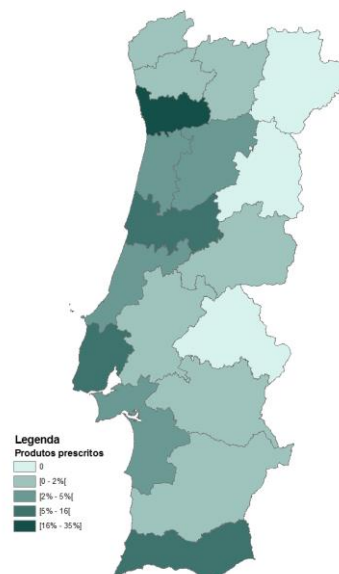 Legenda
Produtos prescritos
0
[0 - 2%[
[2% - 5%[
[5% - 16[
[16% - 35%[